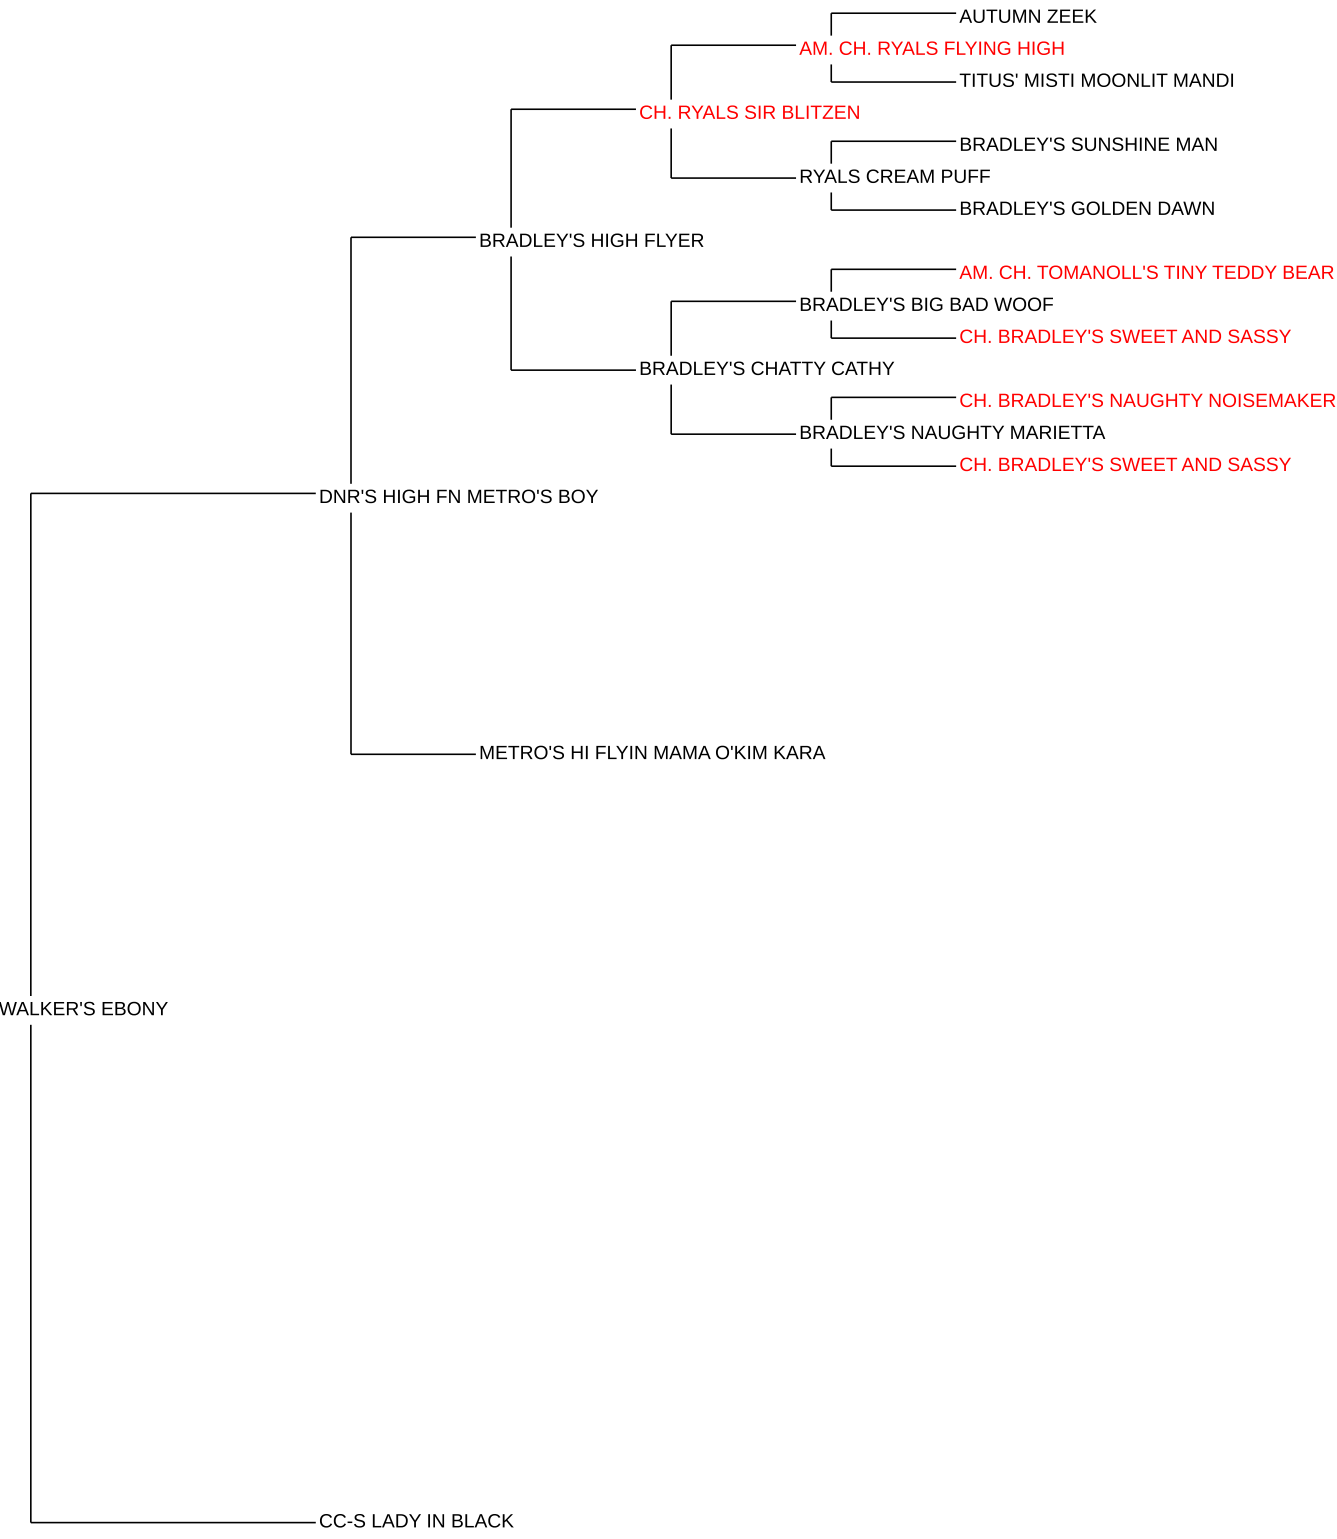 AUTUMN ZEEK
AM. CH. RYALS FLYING HIGH
TITUS' MISTI MOONLIT MANDI
CH. RYALS SIR BLITZEN
BRADLEY'S SUNSHINE MAN
RYALS CREAM PUFF
BRADLEY'S GOLDEN DAWN
BRADLEY'S HIGH FLYER
AM. CH. TOMANOLL'S TINY TEDDY BEAR
BRADLEY'S BIG BAD WOOF
CH. BRADLEY'S SWEET AND SASSY
BRADLEY'S CHATTY CATHY
CH. BRADLEY'S NAUGHTY NOISEMAKER
BRADLEY'S NAUGHTY MARIETTA
CH. BRADLEY'S SWEET AND SASSY
DNR'S HIGH FN METRO'S BOY
METRO'S HI FLYIN MAMA O'KIM KARA
WALKER'S EBONY
CC-S LADY IN BLACK